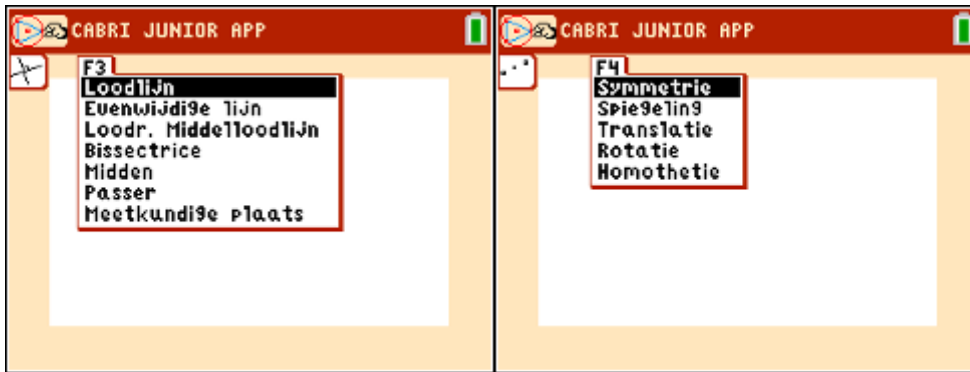 CABRI JUNIOR APP
F3
Loodlijn
Evenwijdige lijn
Loodr. Middelloodlijn
Bissectrice
Midden
Passer
Meetkundige plaats
CABRI JUNIOR APP
F4
Symmetrie
Spiegeling
Translatie
Rotatie
Homothetie